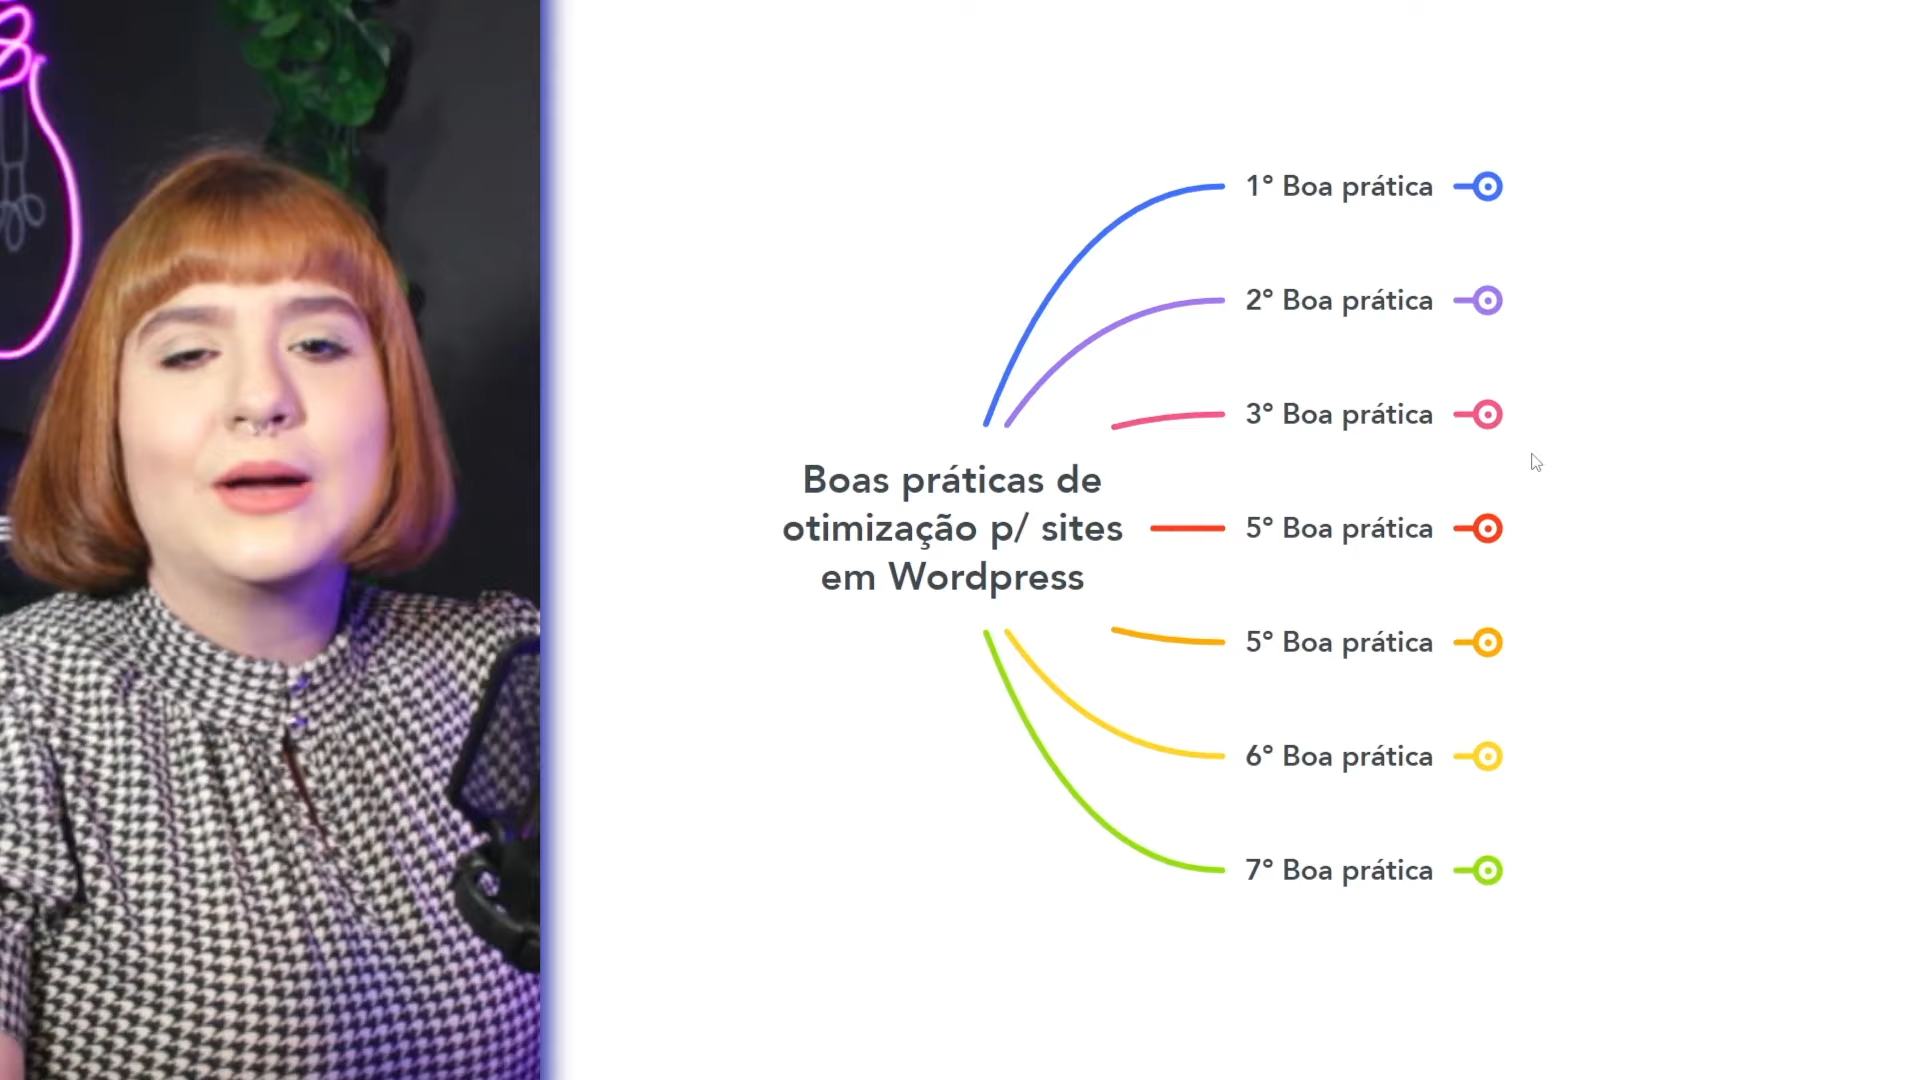 Boas práticas de
otimização p/ sites
em Wordpress
1° Boa prática
2° Boa prática
3° Boa prática
5° Boa prática
5° Boa prática
6° Boa prática
7° Boa prática